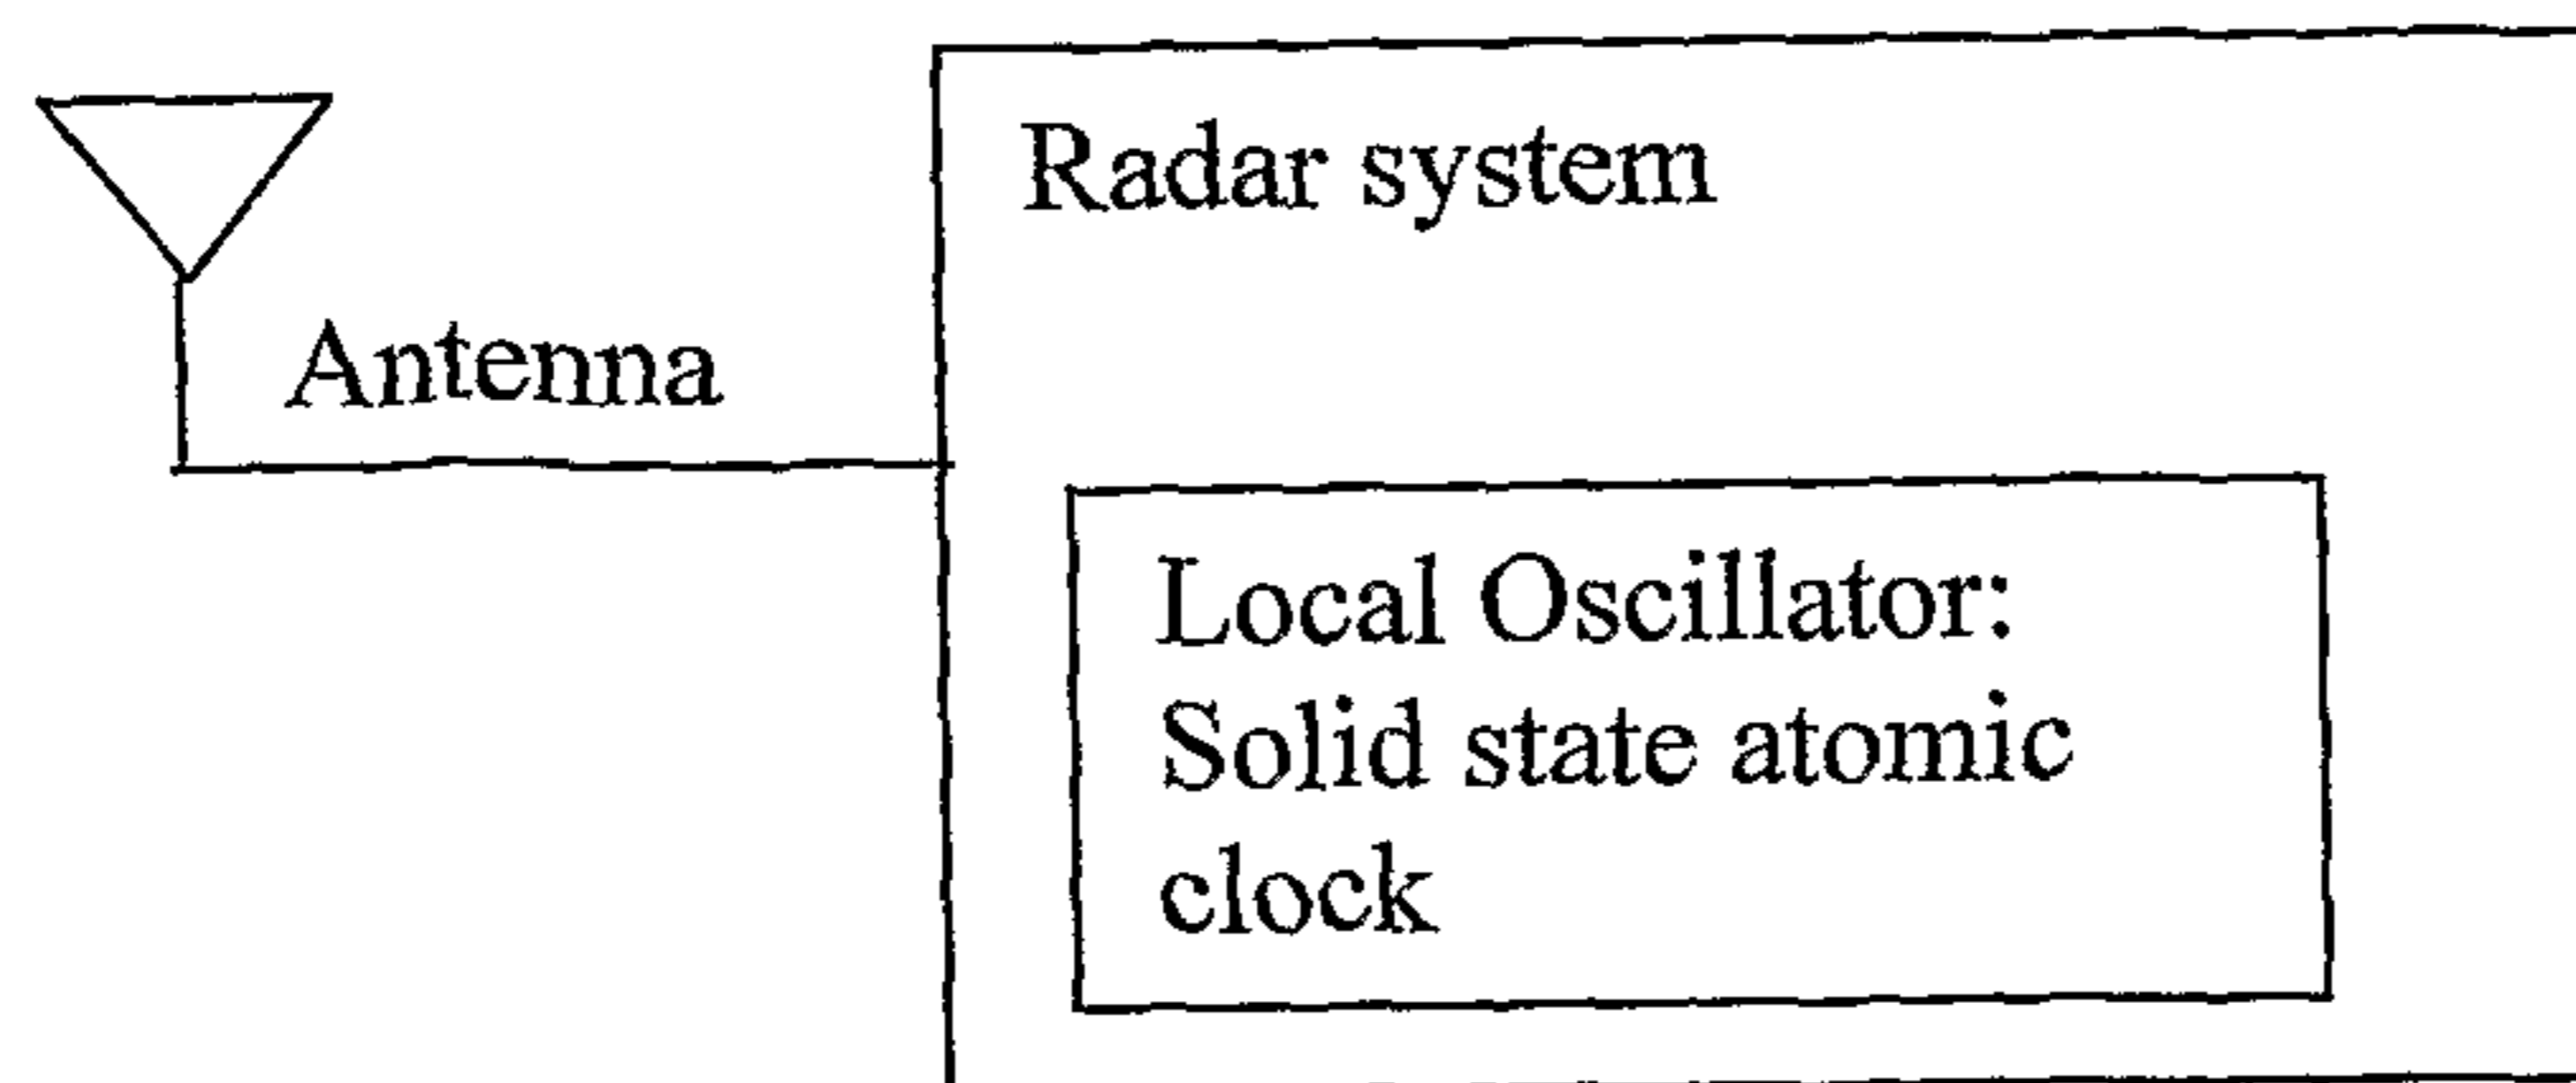 Radar system
Antenna
Local Oscillator:
Solid state atomic
clock